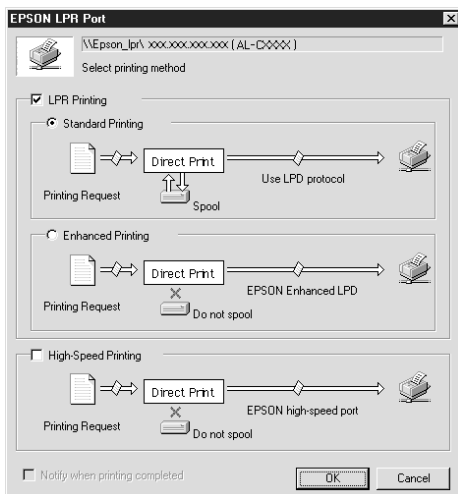 EPSON LPR Port
\\Epson_lpr\ xxx.xxx.xxx.xxx ( AL-CXXXX )
Select printing method
LPR Printing
Standard Printing
Direct Print
Use LPD protocol
Printing Request
Spool
Enhanced Printing
Direct Print
EPSON Enhanced LPD
Printing Request
Do not spool
High-Speed Printing
Direct Print
EPSON high-speed port
Printing Request
Do not spool
Notify when printing completed
OK
Cancel